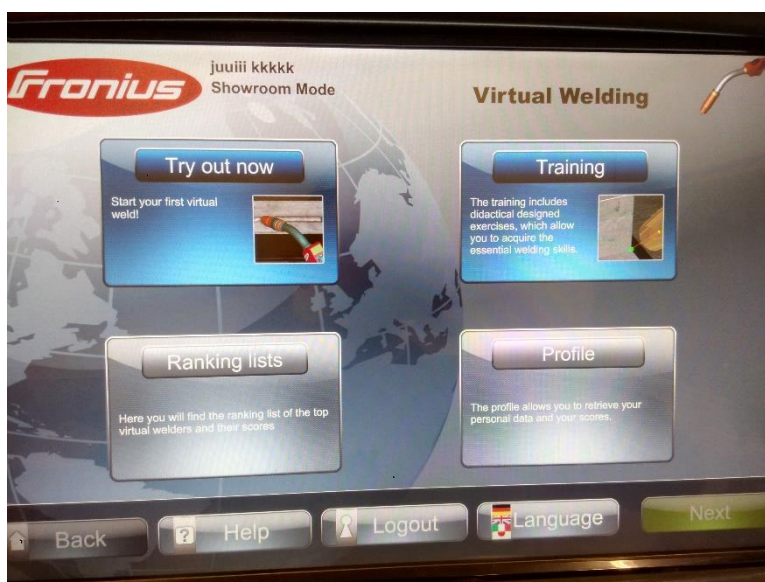 Fronius
juuiii kkkkk
Showroom Mode
Virtual Welding
Try out now
Start your first virtual
weld!
Training
The training includes
didactical designed
exercises, which allow
you to acquire the
essential welding skills.
Ranking lists
Here you will find the ranking list of the top
virtual welders and their scores
Profile
The profile allows you to retrieve your
personal data and your scores.
Back
? Help
Logout
Language
Next